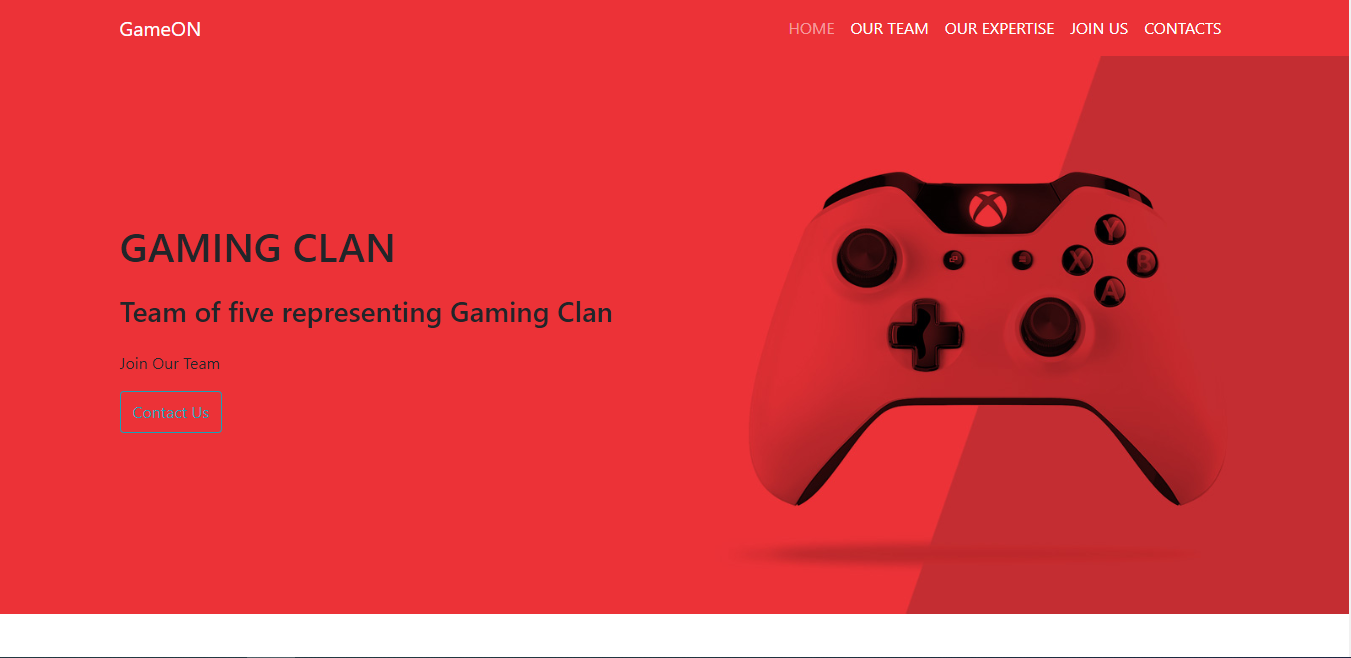 GameON
HOME OUR TEAM OUR EXPERTISE JOIN US CONTACTS
GAMING CLAN
Team of five representing Gaming Clan
Join Our Team
Contact Us
Y
X B
A